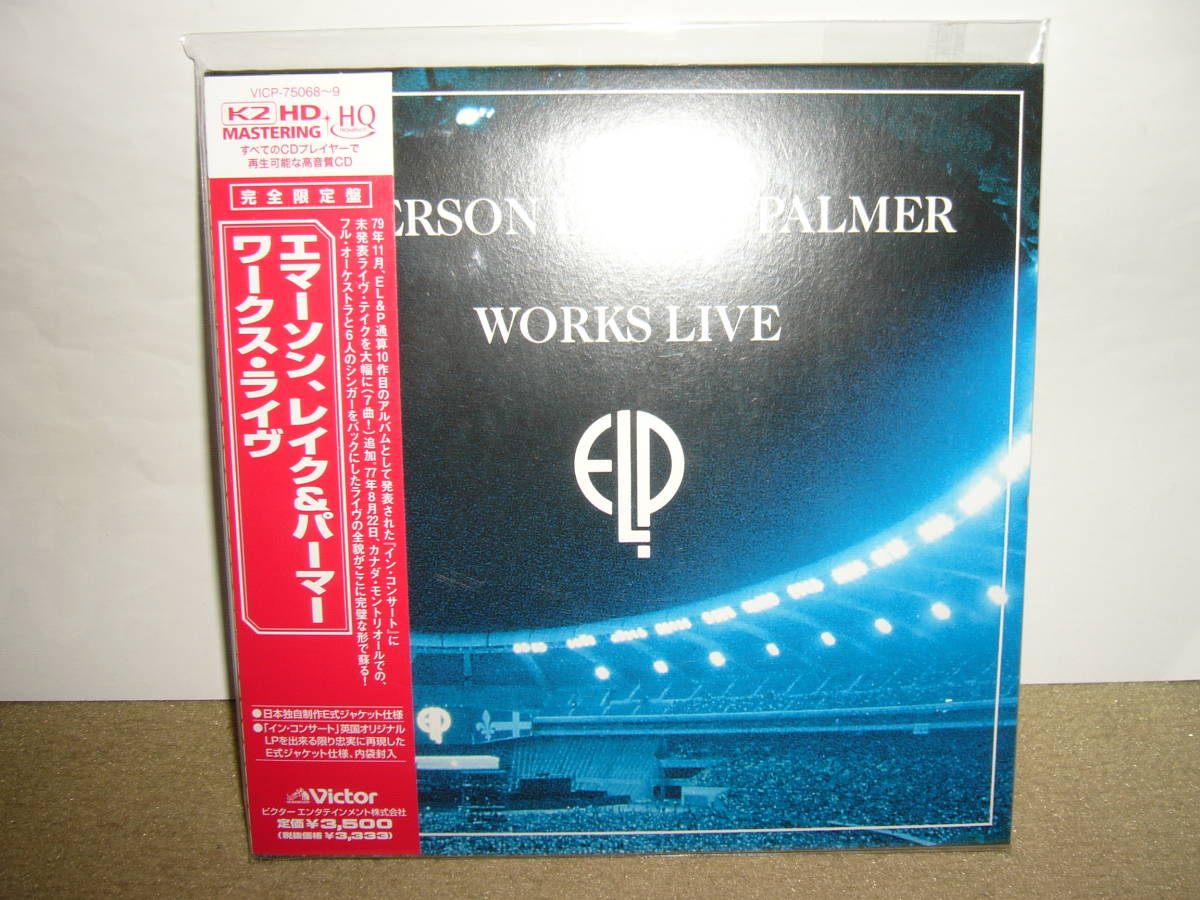 VICP-75068~9
K2 HD HQ
MASTERING
HiQualityCD
すべてのCDプレイヤーで
再生可能な高音質CD
完全限定盤
エマーソン、レイク&パーマー
ワークス・ライヴ
79年11月、EL&P通算10作目のアルバムとして発表された『イン・コンサート』に
未発表ライヴ・テイクを大幅に(7曲!)追加。77年8月22日、カナダ・モントリオールでの、
フル・オーケストラと6人のシンガーをバックにしたライヴの全貌がここに完璧な形で蘇る!
●日本独自制作E式ジャケット仕様
●「イン・コンサート」英国オリジナル
LPを出来る限り忠実に再現した
E式ジャケット仕様、内袋封入
Victor
ビクターエンタテインメント株式会社
定価¥3,500
(税抜価格 ¥3,333)
ERSON L PALMER
WORKS LIVE
ELP
ELP